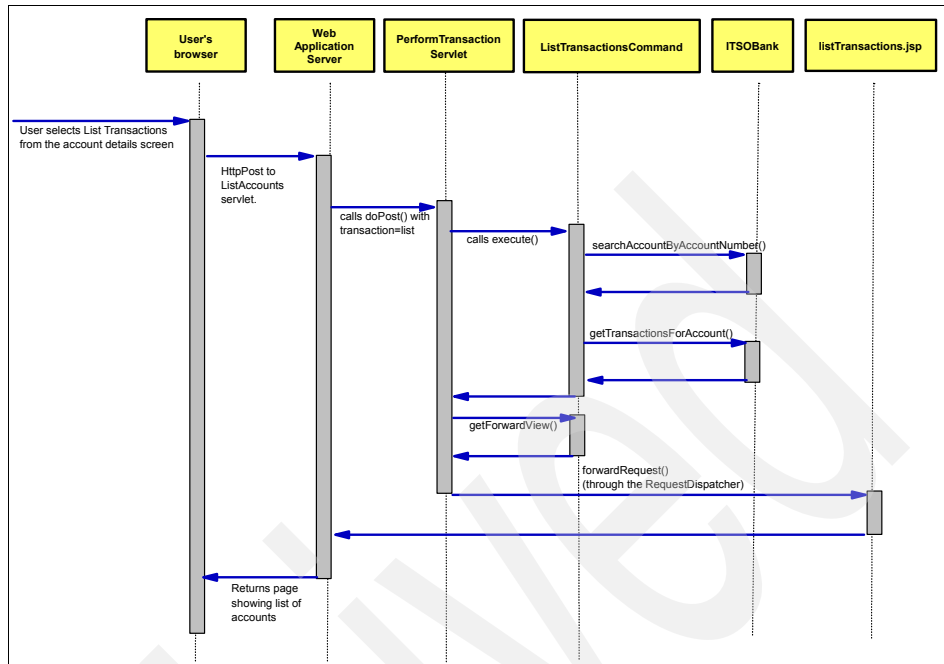 User's
browser
Web
Application
Server
PerformTransaction
Servlet
ListTransactionsCommand
ITSOBank
listTransactions.jsp
User selects List Transactions
from the account details screen
HttpPost to
ListAccounts
servlet.
calls doPost() with
transaction=list
calls execute()
searchAccountByAccountNumber()
getTransactionsForAccount()
getForwardView()
forwardRequest()
(through the RequestDispatcher)
Returns page
showing list of
accounts